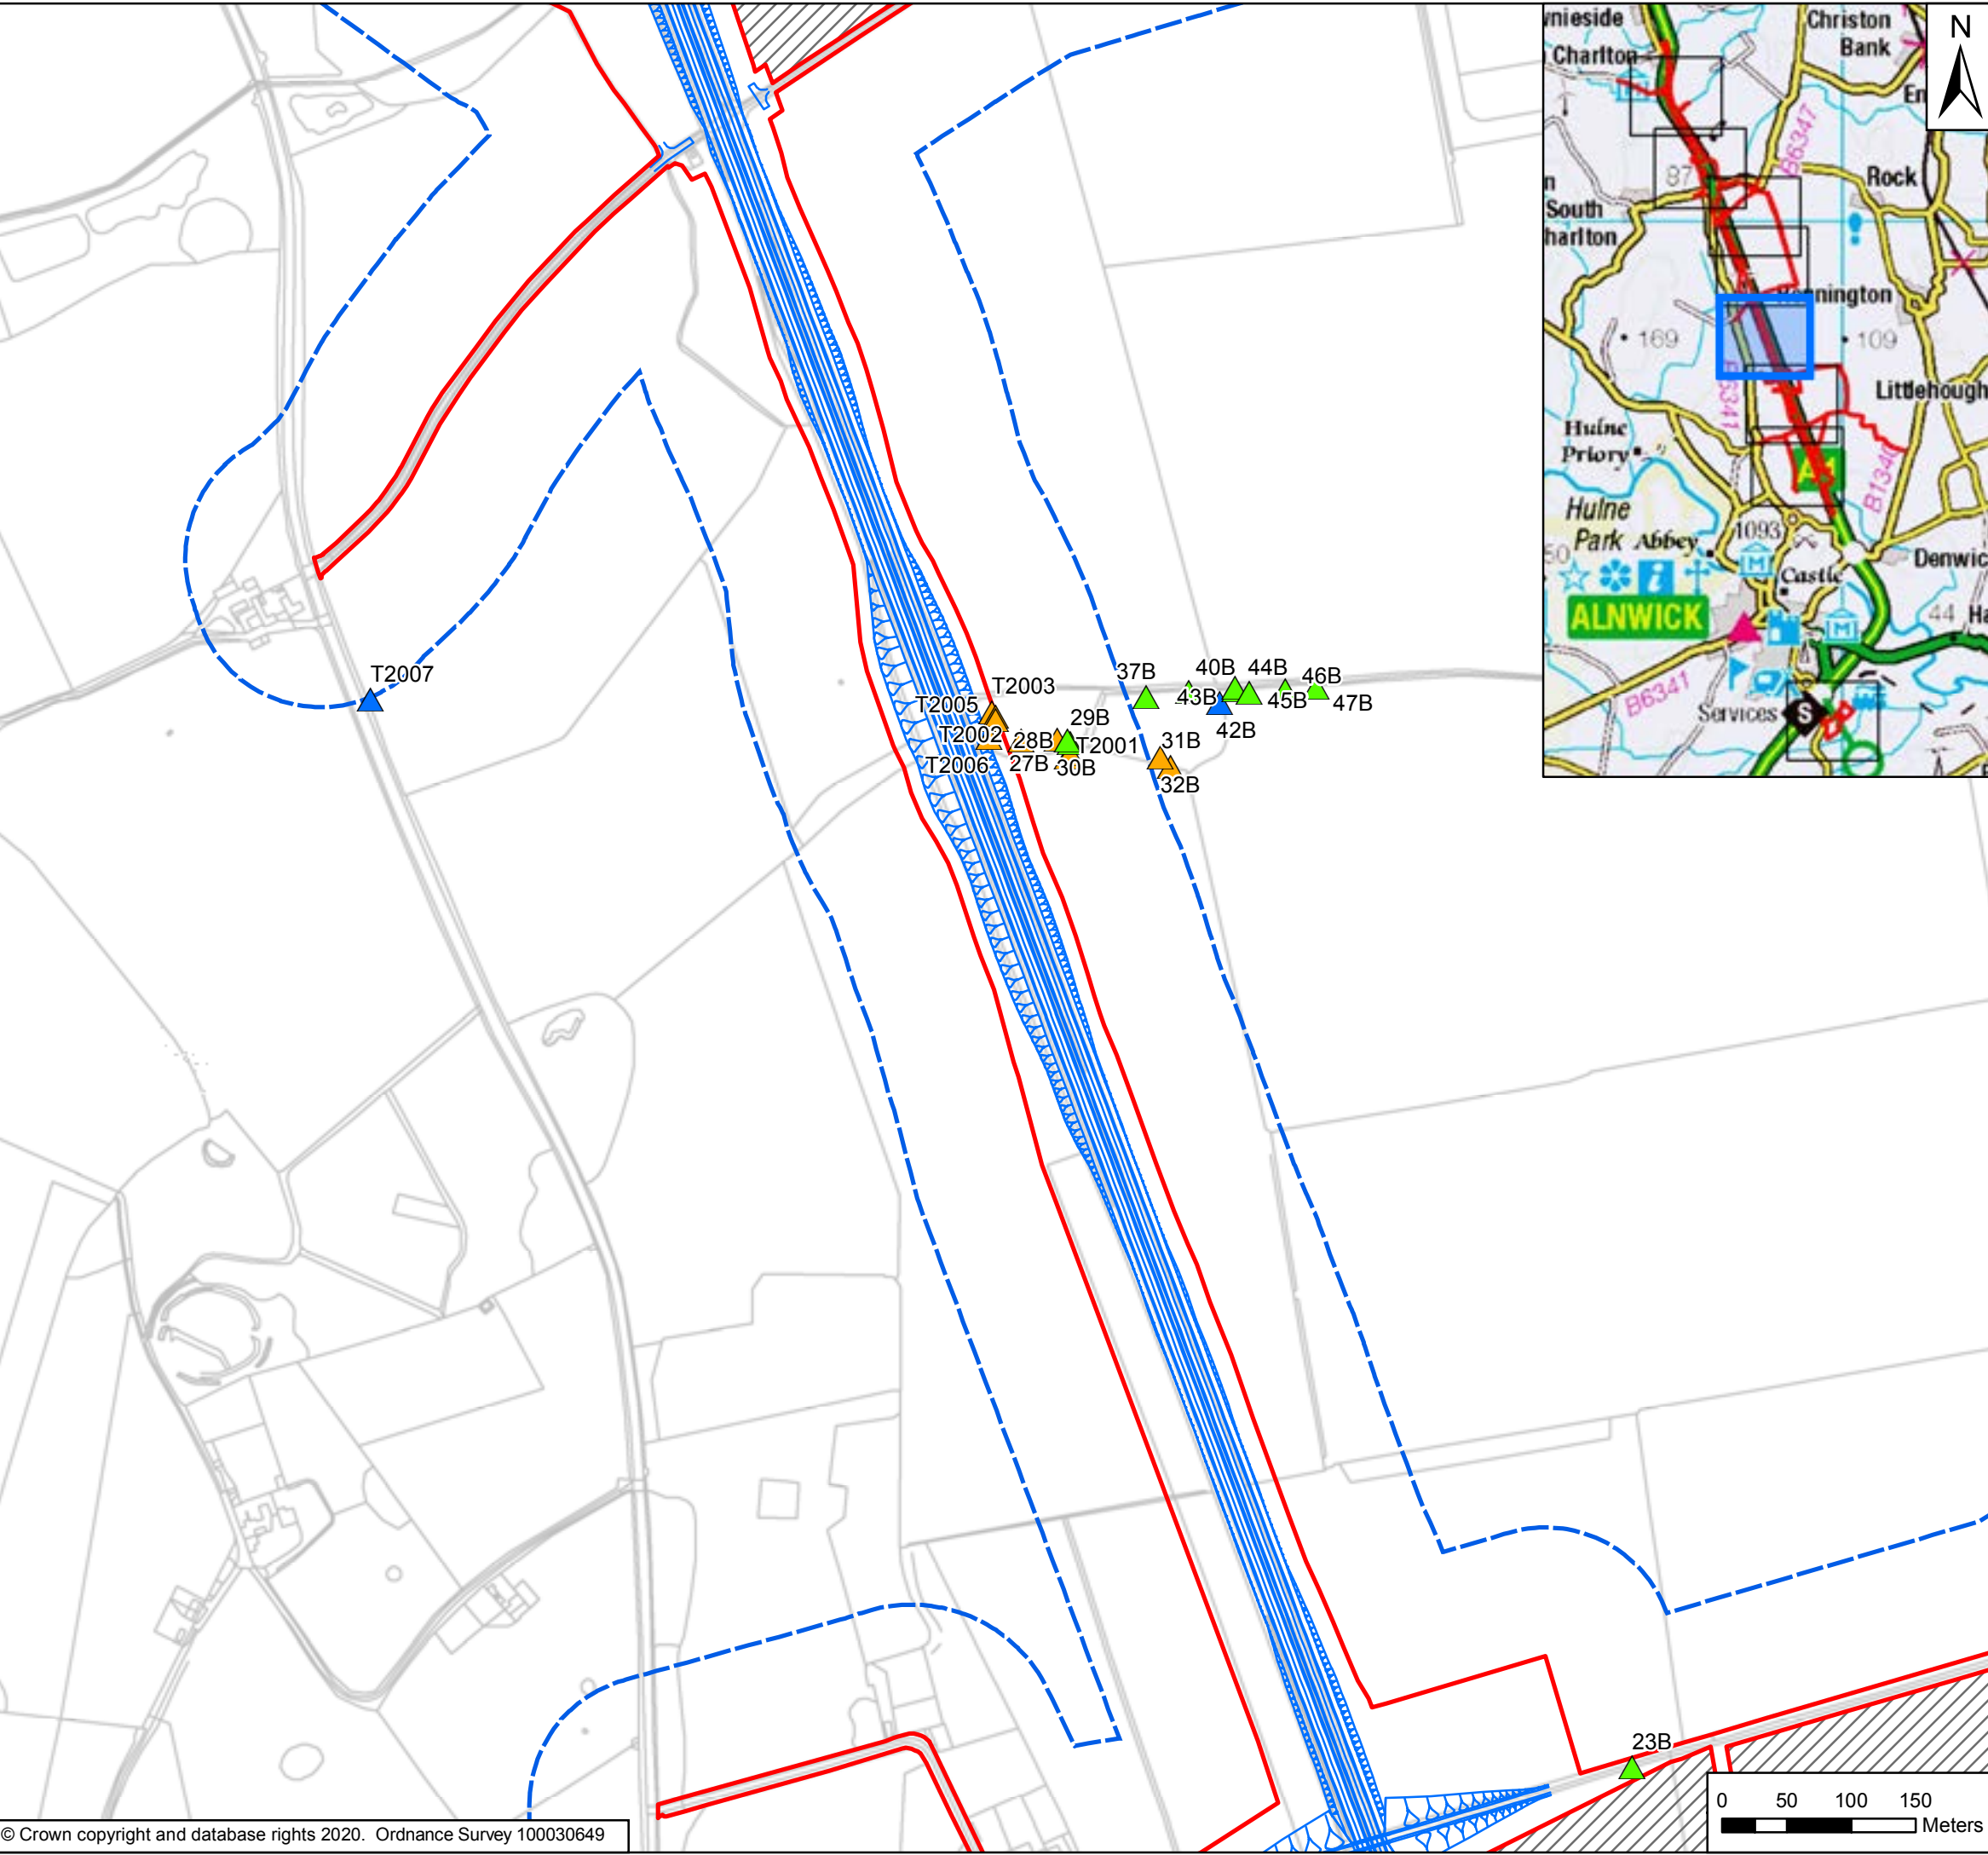 T2007
T2003
T2005
T2002
T2006
28B
27B
29B
T2001
30B
37B
40B
44B
46B
43B
45B
47B
42B
31B
32B
23B
N
Christon
Bank
Charlton
B6347
87
Rock
South
169
109
Littlehough
Hulne
Priory
B1340
Hulne
Park
Abbey
1093
Castle
Denwic
44
ALNWICK
B6341
Services
S
0 50 100 150
Meters
© Crown copyright and database rights 2020. Ordnance Survey 100030649